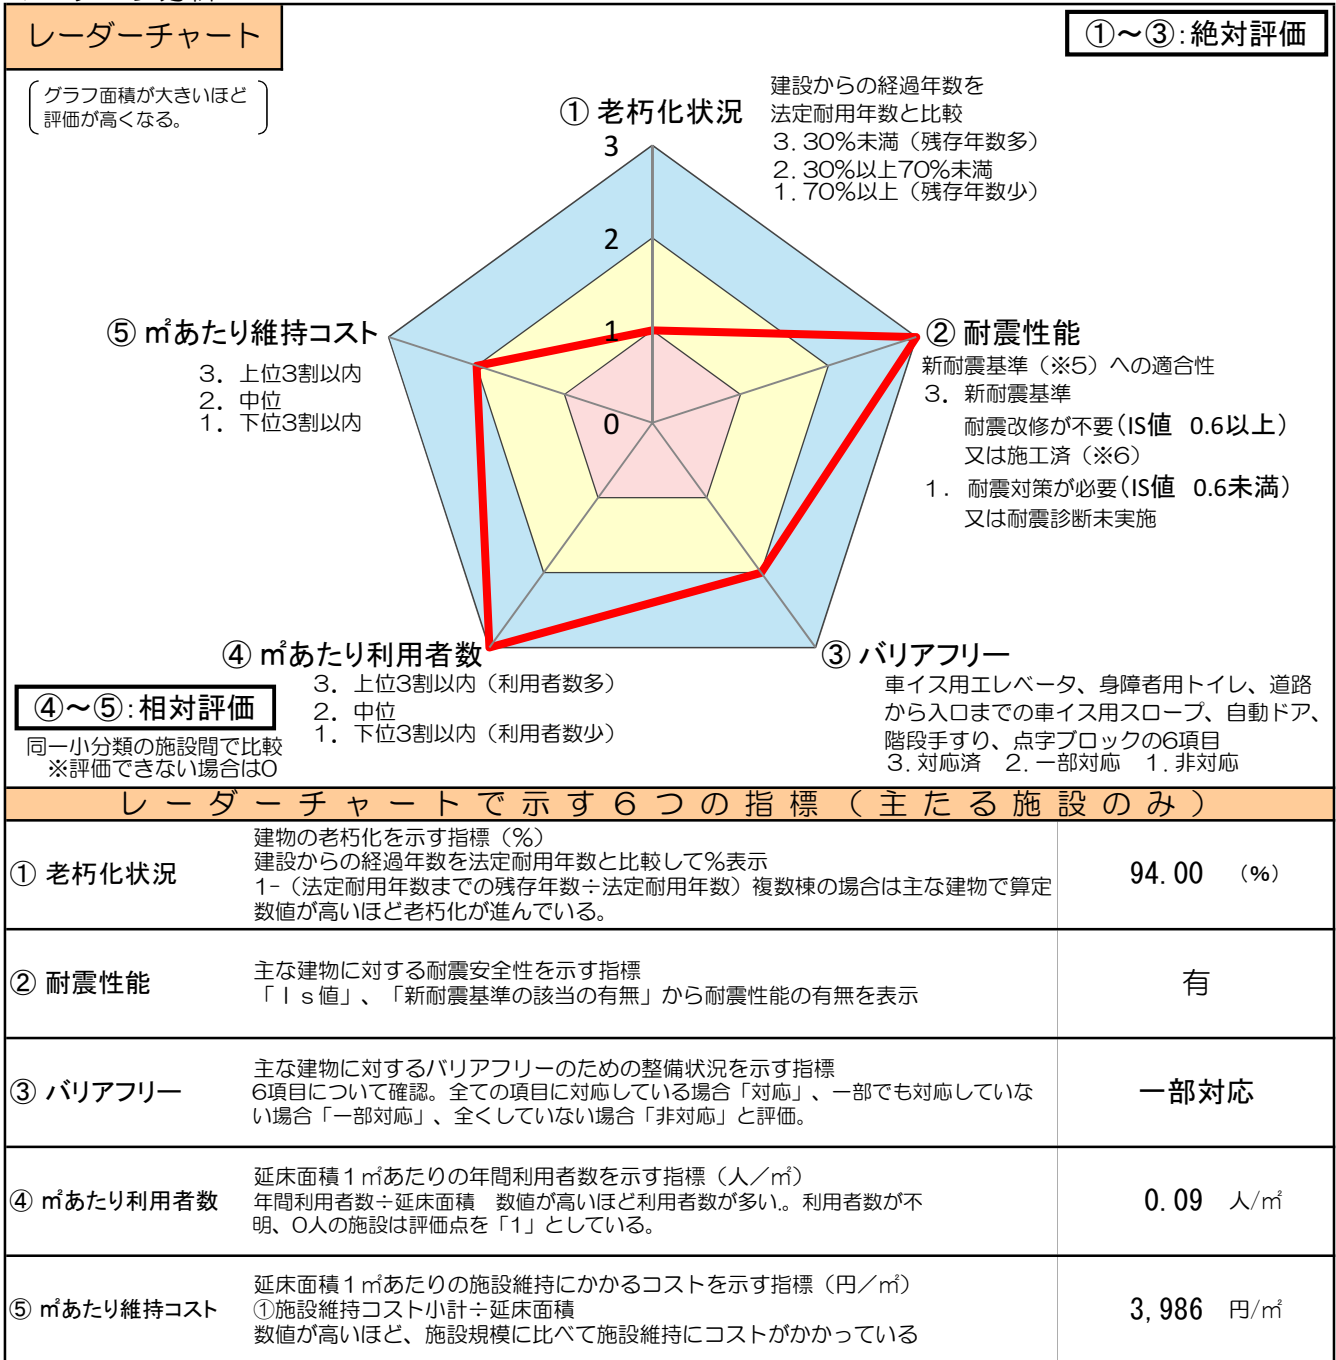 レーダーチャート
①～③:絶対評価
グラフ面積が大きいほど
評価が高くなる。
① 老朽化状況
建設からの経過年数を
法定耐用年数と比較
3.30%未満（残存年数多）
2.30%以上70%未満
1.70%以上（残存年数少）
3
2
1
0
⑤ ㎡あたり維持コスト
3. 上位3割以内
2. 中位
1. 下位3割以内
② 耐震性能
新耐震基準（※5）への適合性
3. 新耐震基準
耐震改修が不要(IS値 0.6以上)
又は施工済（※6）
1. 耐震対策が必要(IS値 0.6未満)
又は耐震診断未実施
④ ㎡あたり利用者数
3. 上位3割以内（利用者数多）
2. 中位
1. 下位3割以内（利用者数少）
③ バリアフリー
車イス用エレベータ、身障者用トイレ、道路
から入口までの車イス用スロープ、自動ドア、
階段手すり、点字ブロックの6項目
3.対応済 2.一部対応 1.非対応
④～⑤:相対評価
同一小分類の施設間で比較
※評価できない場合は0
レーダーチャートで示す6つの指標（主たる施設のみ）
① 老朽化状況
建物の老朽化を示す指標（%）
建設からの経過年数を法定耐用年数と比較して%表示
1-（法定耐用年数までの残存年数÷法定耐用年数）複数棟の場合は主な建物で算定
数値が高いほど老朽化が進んでいる。
94.00 (%)
② 耐震性能
主な建物に対する耐震安全性を示す指標
「Ｉｓ値」、「新耐震基準の該当の有無」から耐震性能の有無を表示
有
③ バリアフリー
主な建物に対するバリアフリーのための整備状況を示す指標
6項目について確認。全ての項目に対応している場合「対応」、一部でも対応していな
い場合「一部対応」、全くしていない場合「非対応」と評価。
一部対応
④ ㎡あたり利用者数
延床面積１㎡あたりの年間利用者数を示す指標（人／㎡）
年間利用者数÷延床面積 数値が高いほど利用者数が多い。利用者数が不
明、0人の施設は評価点を「1」としている。
0.09 人/㎡
⑤ ㎡あたり維持コスト
延床面積１㎡あたりの施設維持にかかるコストを示す指標（円／㎡）
①施設維持コスト小計÷延床面積
数値が高いほど、施設規模に比べて施設維持にコストがかかっている
3,986 円/㎡